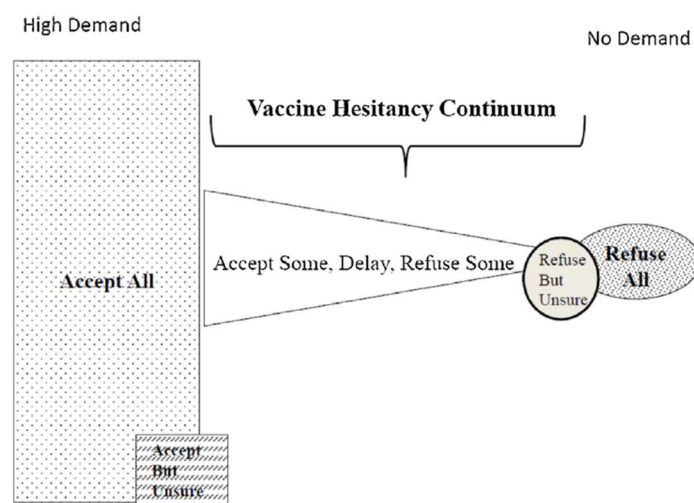 High Demand
No Demand
Vaccine Hesitancy Continuum
Accept All
Accept Some, Delay, Refuse Some
Refuse
But
Unsure
Refuse
All
Accept
But
Unsure